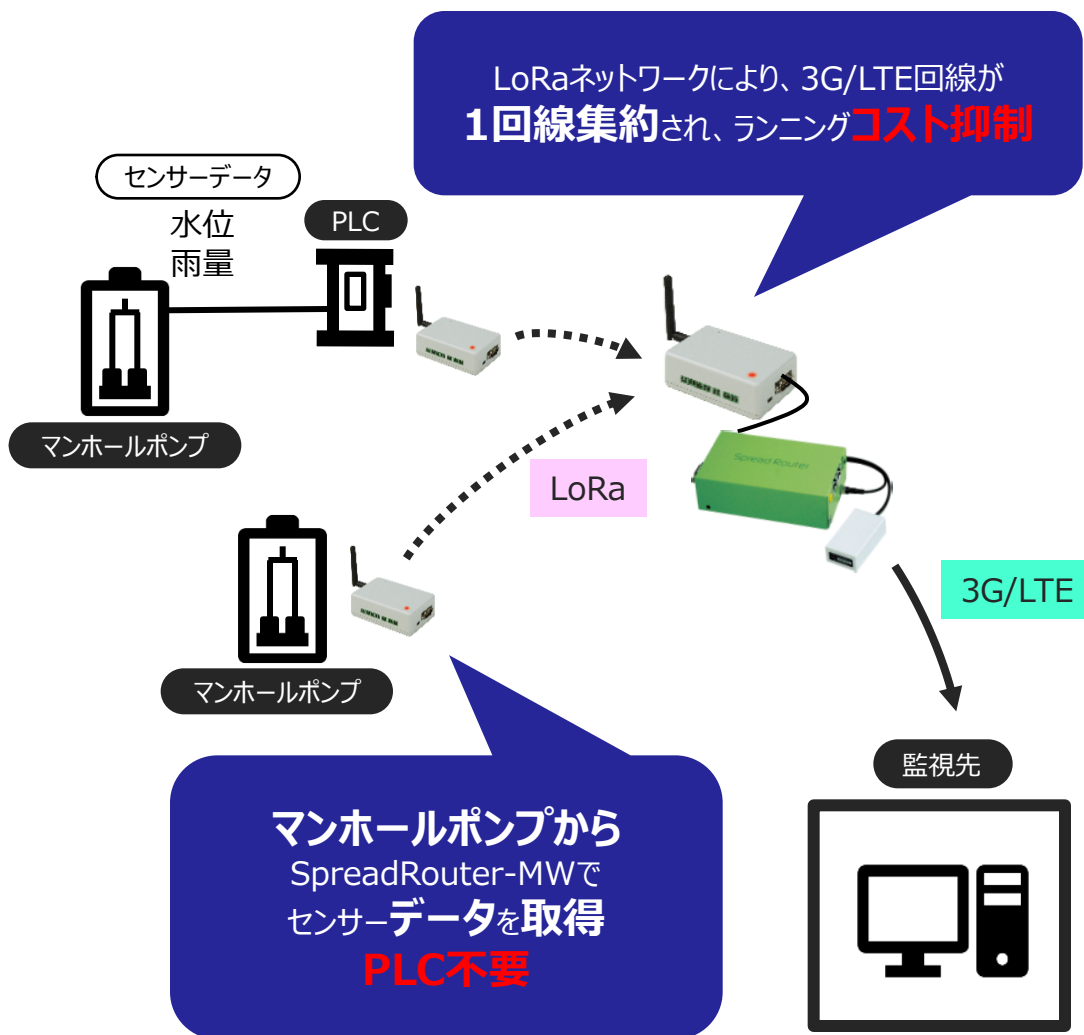 LoRaネットワークにより、3G/LTE回線が
1回線集約され、ランニングコスト抑制
センサーデータ
水位
雨量
PLC
マンホールポンプ
Spread Router
LoRa
3G/LTE
マンホールポンプ
監視先
マンホールポンプから
SpreadRouter-MWで
センサーデータを取得
PLC不要